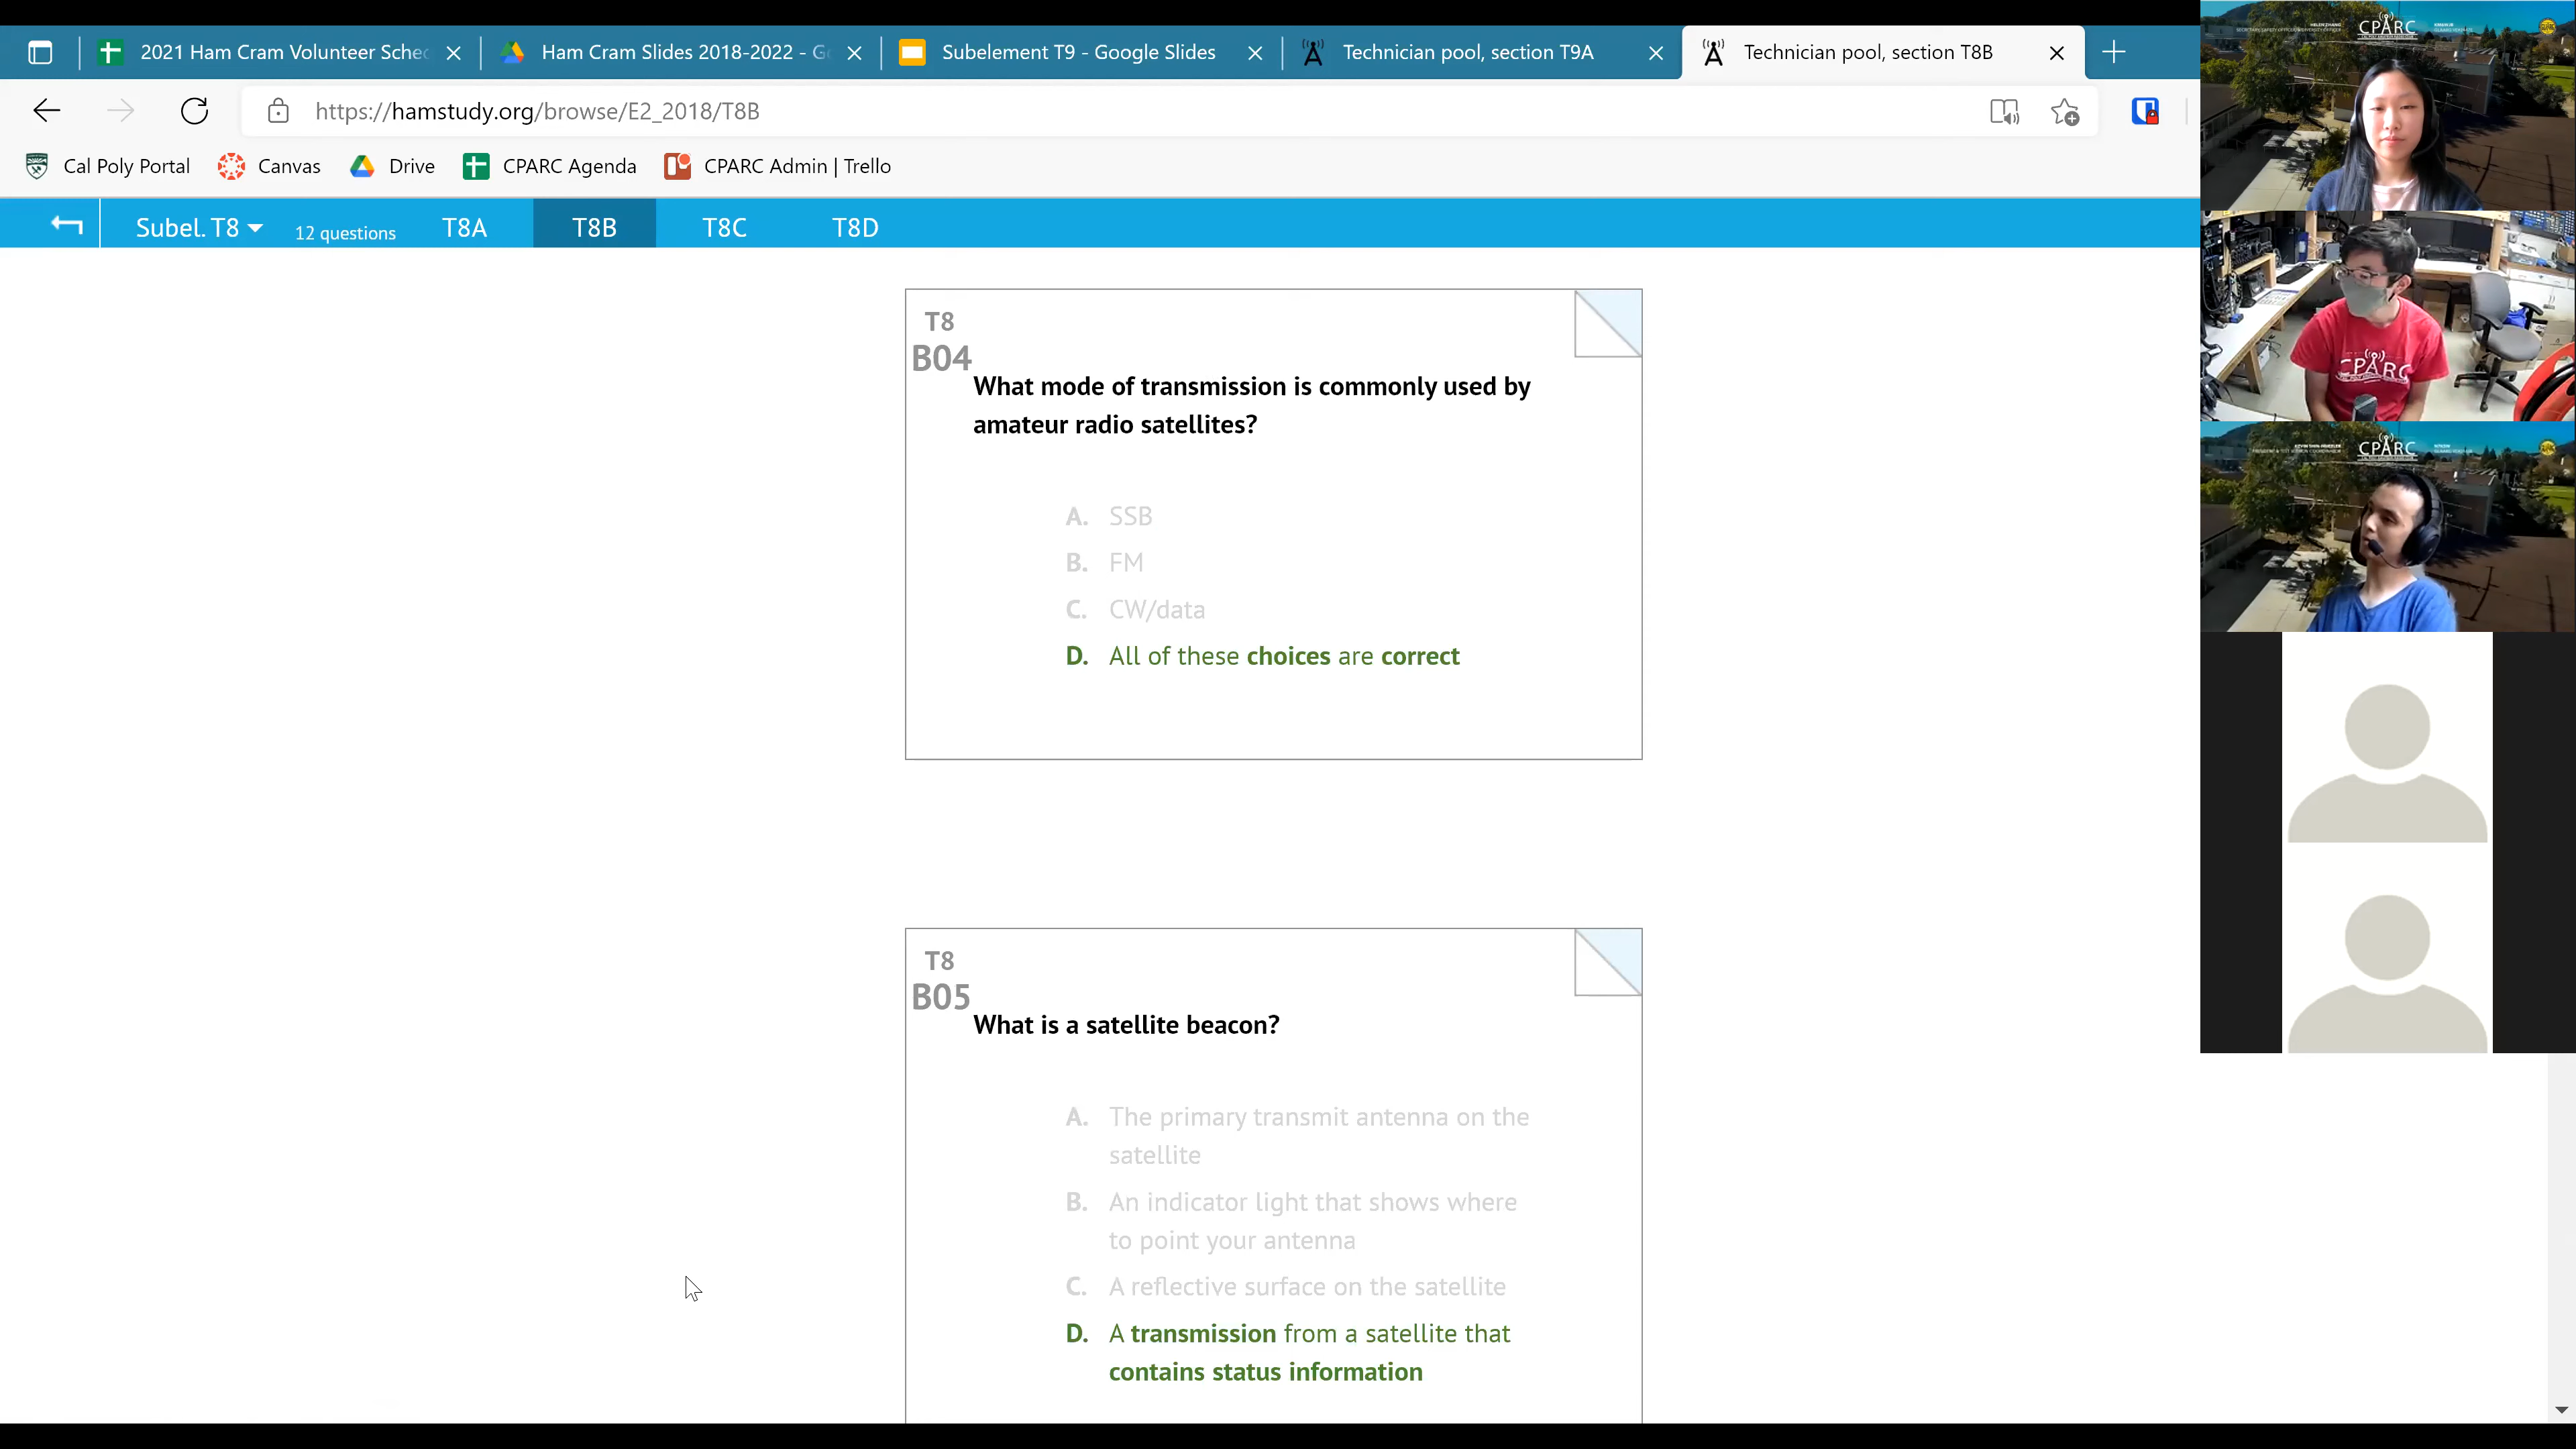 2021 Ham Cram Volunteer Sche
Ham Cram Slides 2018-2022 - G
Subelement T9 - Google Slides
Technician pool, section T9A
Technician pool, section T8B
https://hamstudy.org/browse/E2_2018/T8B
Cal Poly Portal
Canvas
Drive
CPARC Agenda
CPARC Admin | Trello
Subel. T8
12 questions
T8A
T8B
T8C
T8D
T8
B04
What mode of transmission is commonly used by
amateur radio satellites?
A. SSB
B. FM
C. CW/data
D. All of these choices are correct
T8
B05
What is a satellite beacon?
A. The primary transmit antenna on the
satellite
B. An indicator light that shows where
to point your antenna
C. A reflective surface on the satellite
D. A transmission from a satellite that
contains status information
HELEN ZHANG
CPARC
CPARC
CPARC